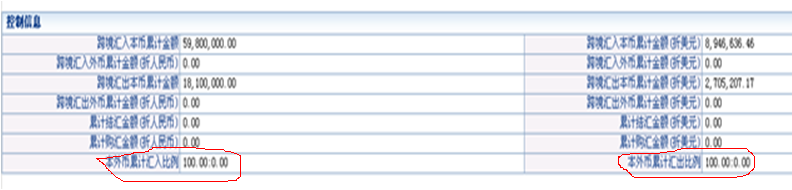 控制信息
跨境汇入本币累计金额 59,800,000.00 跨境汇入本币累计金额(折美元) 8,946,636.46
跨境汇入外币累计金额(折人民币) 0.00 跨境汇入外币累计金额(折美元) 0.00
跨境汇出本币累计金额 18,100,000.00 跨境汇出本币累计金额(折美元) 2,705,207.17
跨境汇出外币累计金额(折人民币) 0.00 跨境汇出外币累计金额(折美元) 0.00
累计结汇金额(折人民币) 0.00 累计结汇金额(折美元) 0.00
累计购汇金额(折人民币) 0.00 累计购汇金额(折美元) 0.00
本外币累计汇入比例 100.00:0.00 本外币累计汇出比例 100.00:0.00